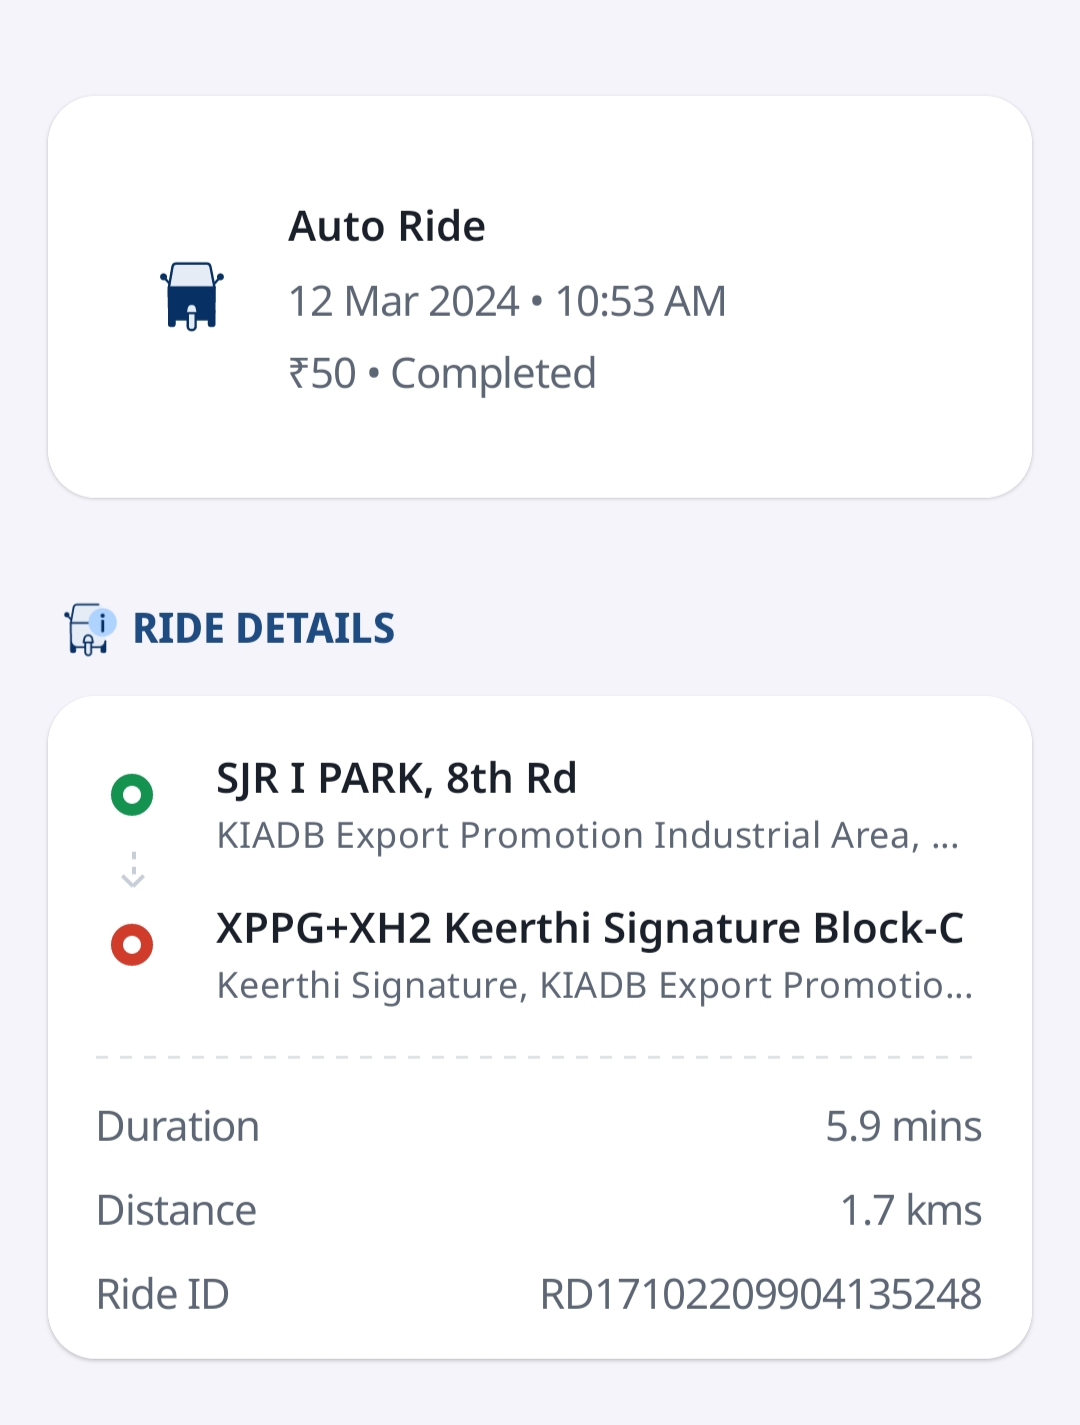 Auto Ride
12 Mar 2024 • 10:53 AM
₹50 • Completed
i
RIDE DETAILS
SJR I PARK, 8th Rd
KIADB Export Promotion Industrial Area, ...
XPPG+XH2 Keerthi Signature Block-C
Keerthi Signature, KIADB Export Promotio...
Duration 5.9 mins
Distance 1.7 kms
Ride ID RD17102209904135248